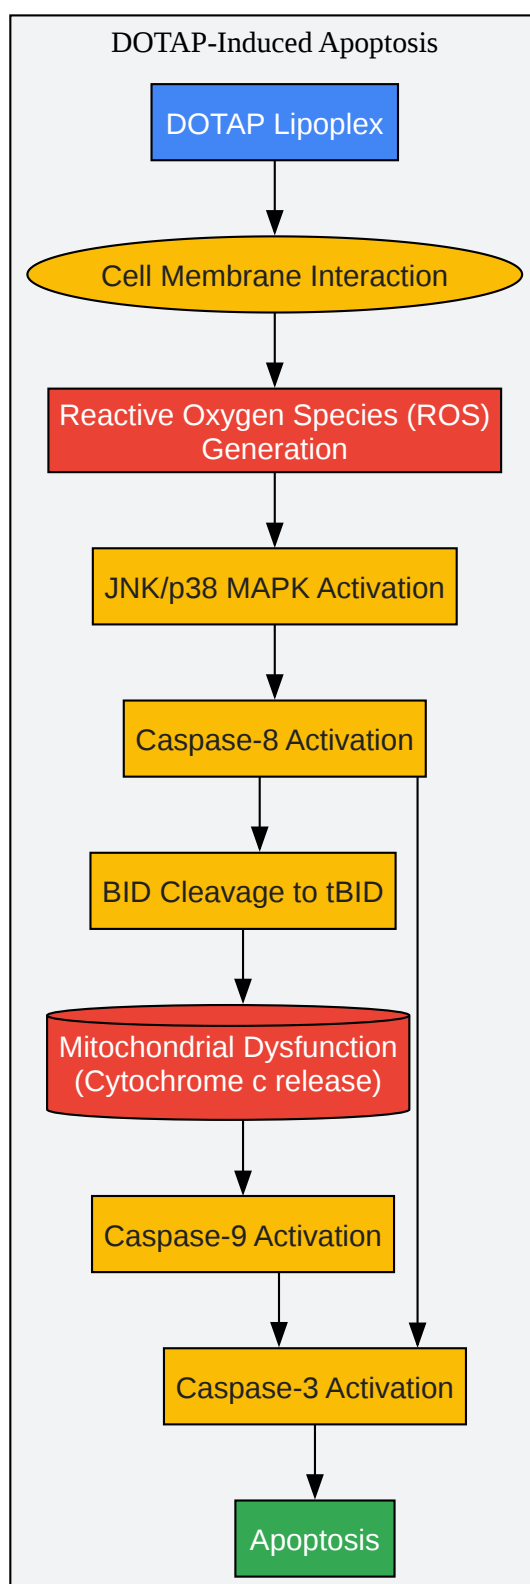 DOTAP-Induced Apoptosis
DOTAP Lipoplex
Cell Membrane Interaction
Reactive Oxygen Species (ROS)
Generation
JNK/p38 MAPK Activation
Caspase-8 Activation
BID Cleavage to tBID
Mitochondrial Dysfunction
(Cytochrome c release)
Caspase-9 Activation
Caspase-3 Activation
Apoptosis